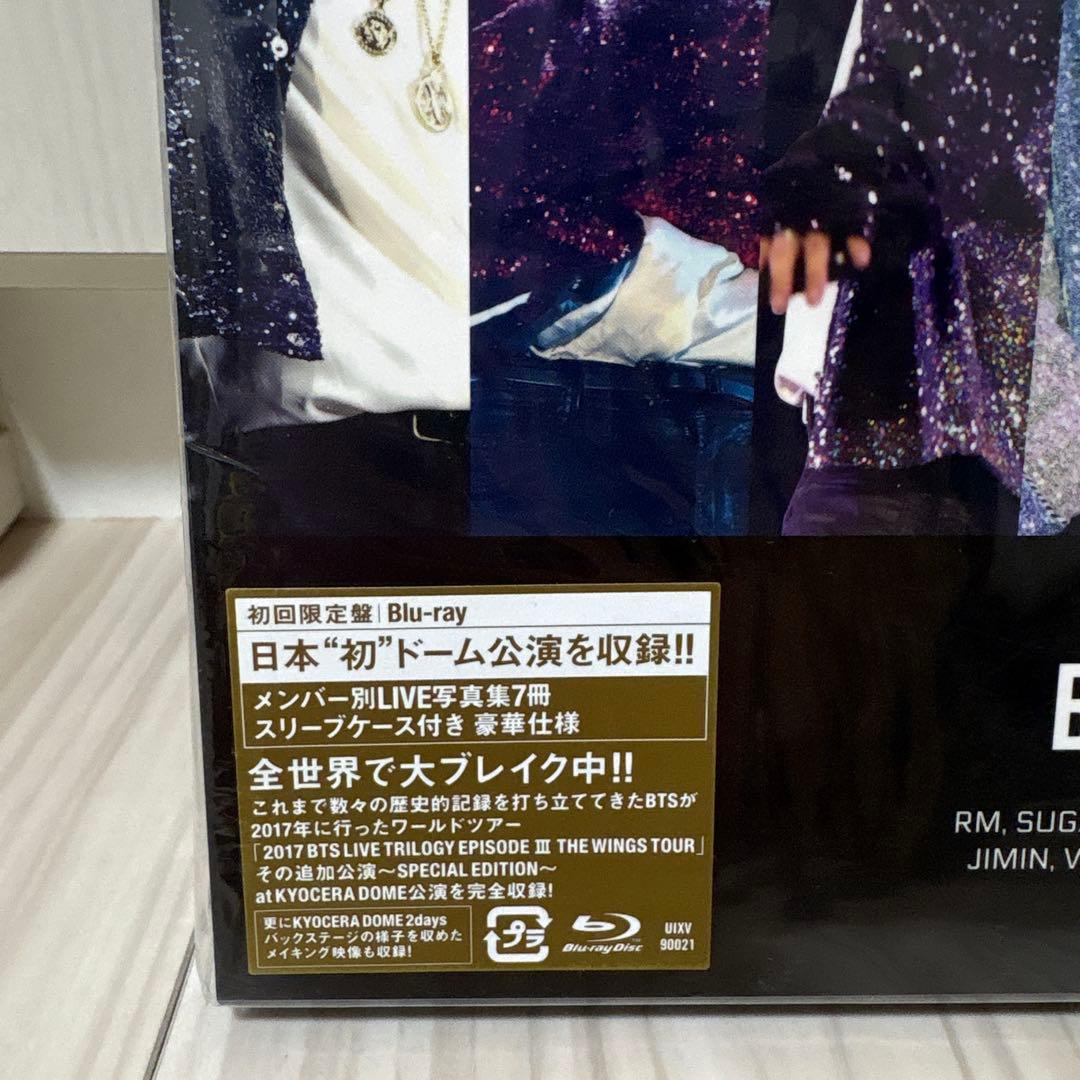 初回限定盤 | Blu-ray
日本“初”ドーム公演を収録!!
メンバー別LIVE写真集7冊
スリーブケース付き 豪華仕様
全世界で大ブレイク中!!
これまで数々の歴史的記録を打ち立ててきたBTSが
2017年に行ったワールドツアー
「2017 BTS LIVE TRILOGY EPISODE Ⅲ THE WINGS TOUR」
その追加公演～SPECIAL EDITION～
at KYOCERA DOME公演を完全収録!
更にKYOCERA DOME 2days
バックステージの様子を収めた
メイキング映像も収録!
プラ
Blu-ray Disc
UIXV
90021
RM, SUG
JIMIN, V